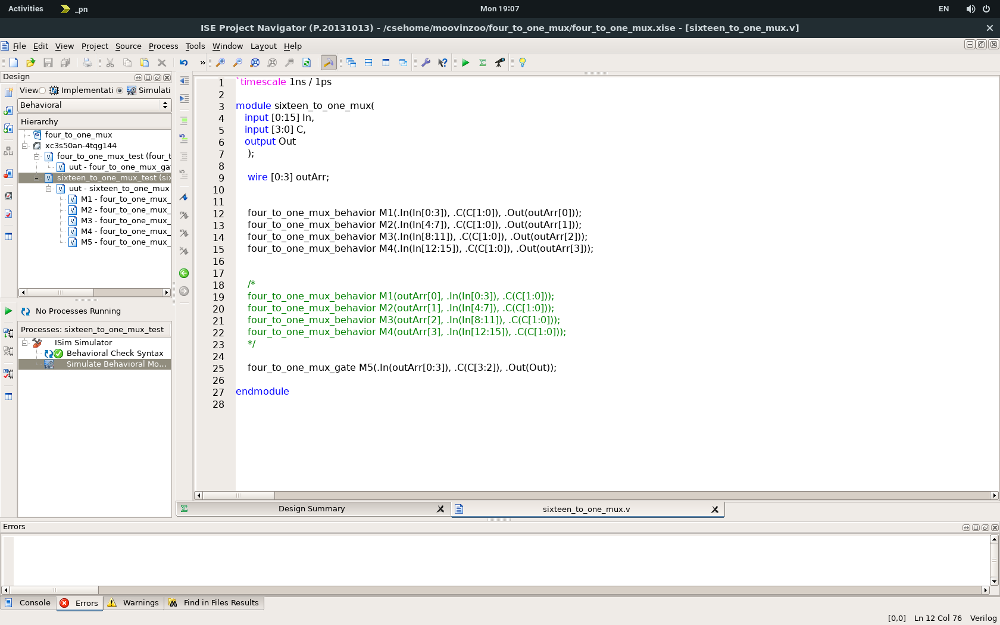 Activities
_pn
Mon 19:07
EN
ISE Project Navigator (P.20131013) - /csehome/moovinzoo/four_to_one_mux/four_to_one_mux.xise - [sixteen_to_one_mux.v]
File Edit View Project Source Process Tools Window Layout Help
»
Design
View Implementati Simulati
Behavioral
Hierarchy
four_to_one_mux
xc3s50an-4tqg144
four_to_one_mux_test (four_t
uut - four_to_one_mux_ga
sixteen_to_one_mux_test (six
uut - sixteen_to_one_mux
M1 - four_to_one_mux_
M2 - four_to_one_mux_
M3 - four_to_one_mux_
M4 - four_to_one_mux_
M5 - four_to_one_mux_
No Processes Running
Processes: sixteen_to_one_mux_test
ISim Simulator
Behavioral Check Syntax
Simulate Behavioral Mo...
1 `timescale 1ns / 1ps
2
3 module sixteen_to_one_mux(
4 input [0:15] In,
5 input [3:0] C,
6 output Out
7 );
8
9 wire [0:3] outArr;
10
11
12 four_to_one_mux_behavior M1(.In(In[0:3]), .C(C[1:0]), .Out(outArr[0]));
13 four_to_one_mux_behavior M2(.In(In[4:7]), .C(C[1:0]), .Out(outArr[1]));
14 four_to_one_mux_behavior M3(.In(In[8:11]), .C(C[1:0]), .Out(outArr[2]));
15 four_to_one_mux_behavior M4(.In(In[12:15]), .C(C[1:0]), .Out(outArr[3]));
16
17
18 /*
19 four_to_one_mux_behavior M1(outArr[0], .In(In[0:3]), .C(C[1:0]));
20 four_to_one_mux_behavior M2(outArr[1], .In(In[4:7]), .C(C[1:0]));
21 four_to_one_mux_behavior M3(outArr[2], .In(In[8:11]), .C(C[1:0]));
22 four_to_one_mux_behavior M4(outArr[3], .In(In[12:15]), .C(C[1:0]));
23 */
24
25 four_to_one_mux_gate M5(.In(outArr[0:3]), .C(C[3:2]), .Out(Out));
26
27 endmodule
28
Design Summary
sixteen_to_one_mux.v
Errors
Console
Errors
Warnings
Find in Files Results
[0,0] Ln 12 Col 76 Verilog